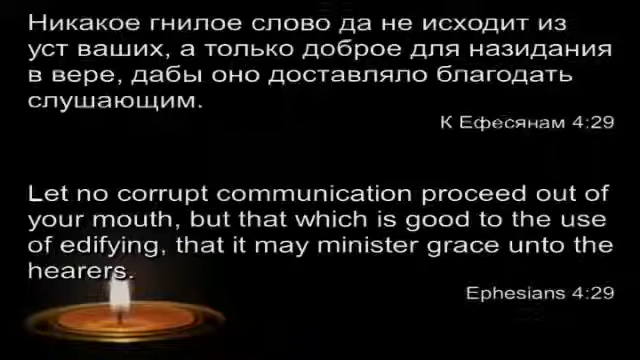 Никакое гнилое слово да не исходит из
уст ваших, а только доброе для назидания
в вере, дабы оно доставляло благодать
слушающим.
К Ефесянам 4:29
Let no corrupt communication proceed out of
your mouth, but that which is good to the use
of edifying, that it may minister grace unto the
hearers.
Ephesians 4:29